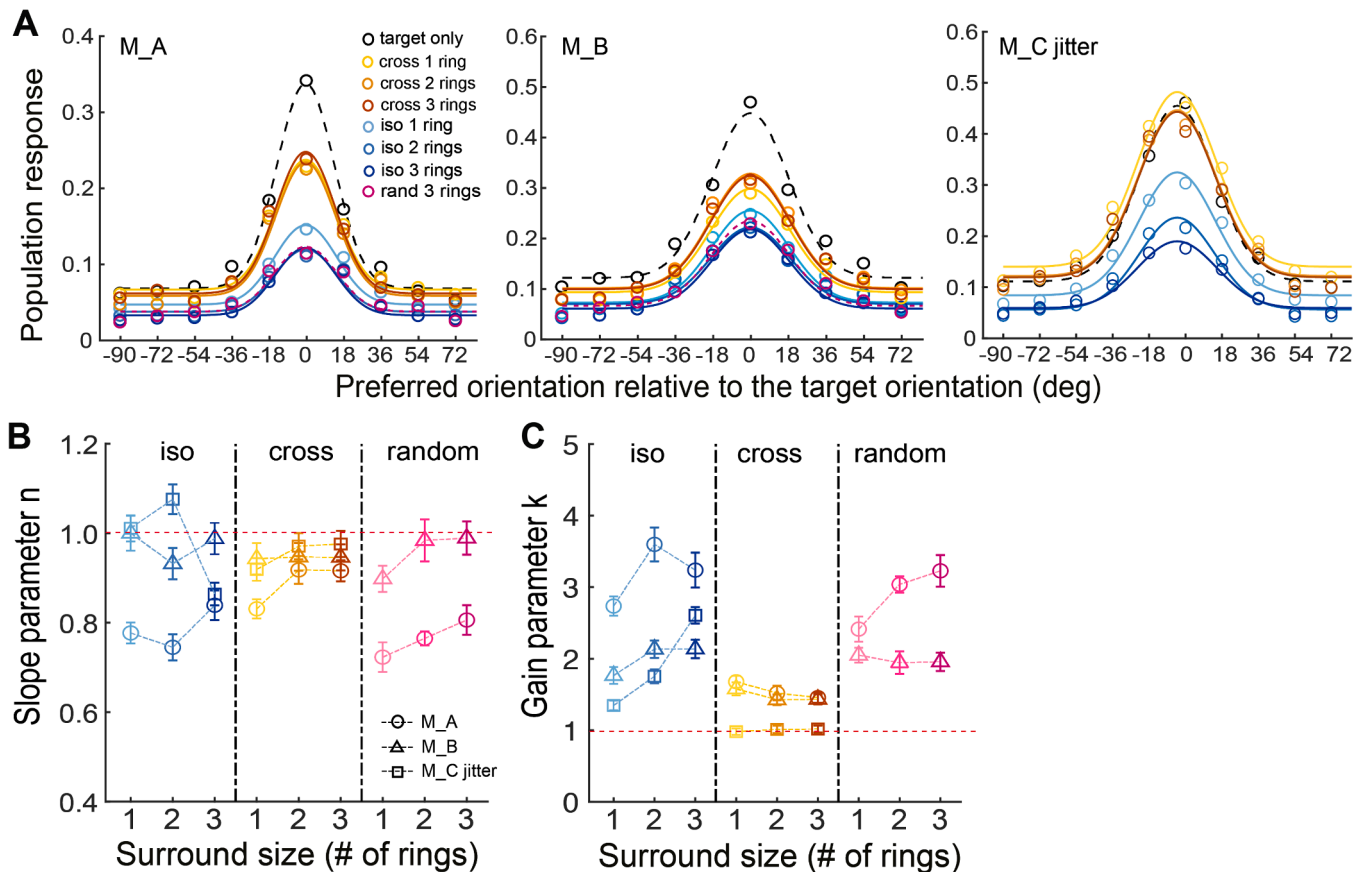 A
M_A
M_B
M_C jitter
Population response
0.4
0.3
0.2
0.1
0
target only
cross 1 ring
cross 2 rings
cross 3 rings
iso 1 ring
iso 2 rings
iso 3 rings
rand 3 rings
-90 -72 -54 -36 -18 0 18 36 54 72
0.6
0.5
0.4
0.3
0.2
0.1
0
-90 -72 -54 -36 -18 0 18 36 54 72
0.6
0.5
0.4
0.3
0.2
0.1
0
-90 -72 -54 -36 -18 0 18 36 54 72
Preferred orientation relative to the target orientation (deg)
B
Slope parameter n
1.2
1.0
0.8
0.6
0.4
iso cross random
M_A
M_B
M_C jitter
1 2 3 1 2 3 1 2 3
Surround size (# of rings)
C
Gain parameter k
5
4
3
2
1
0
iso cross random
1 2 3 1 2 3 1 2 3
Surround size (# of rings)